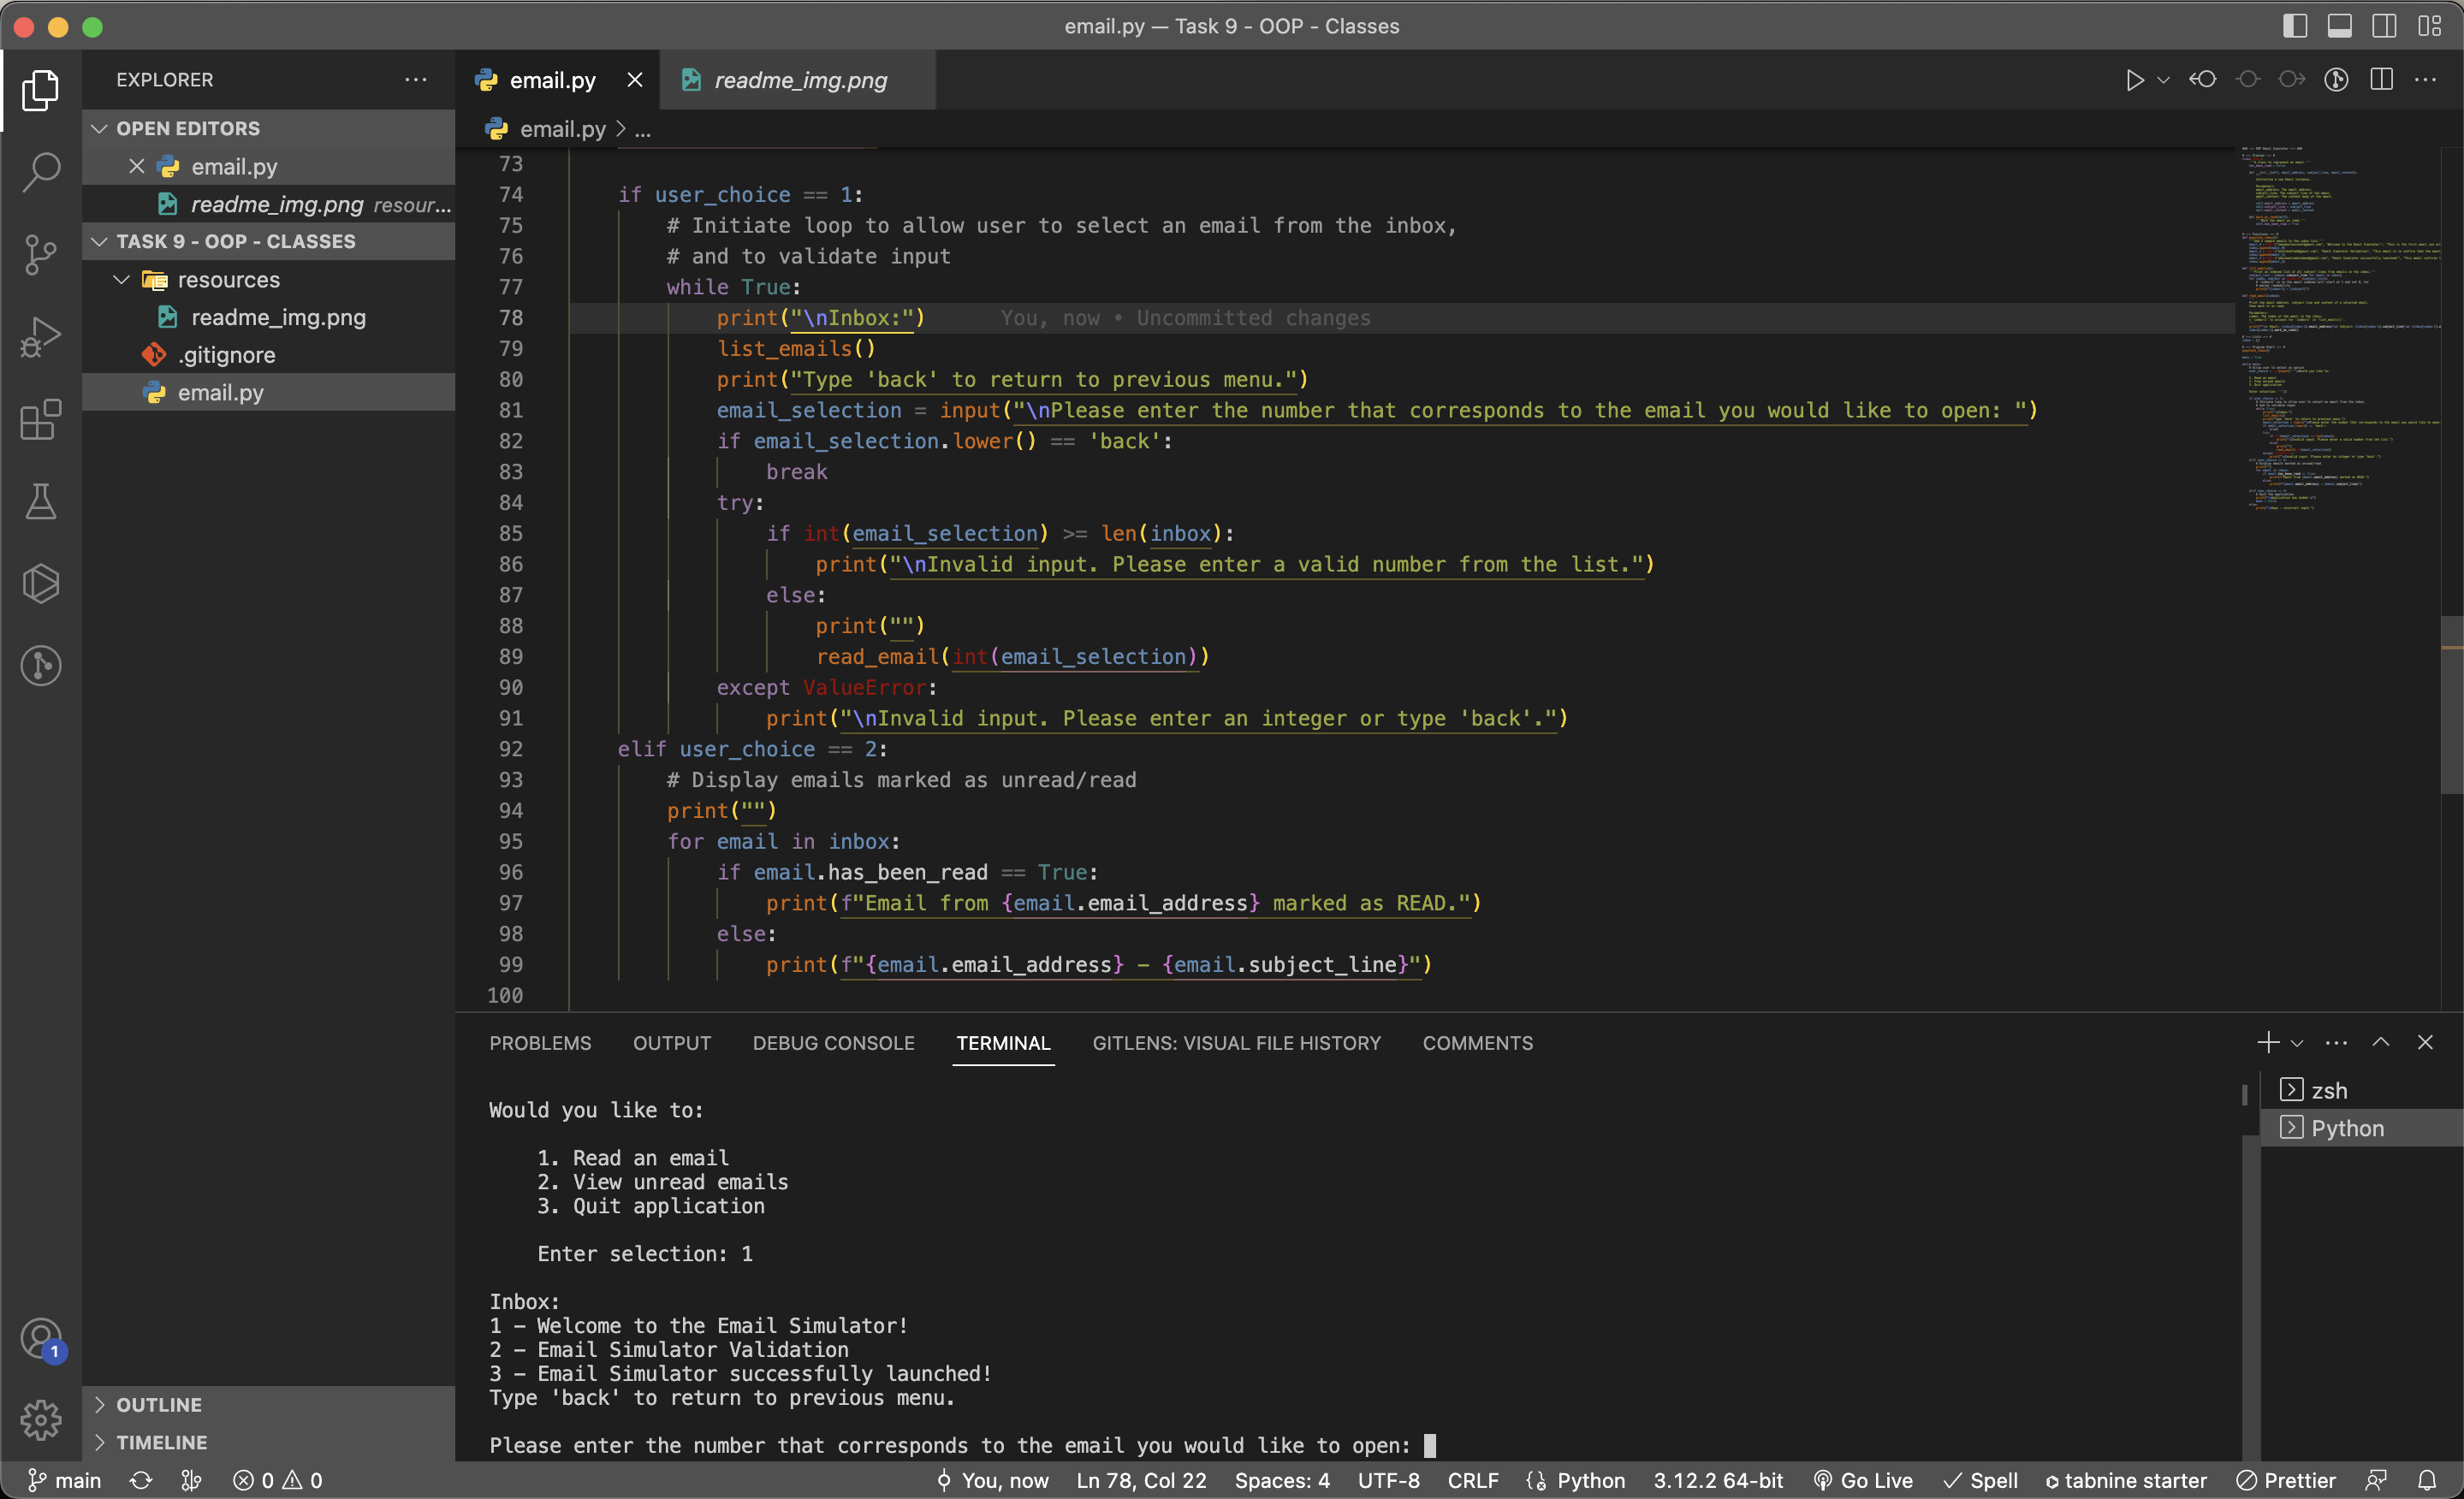 email.py — Task 9 - OOP - Classes
EXPLORER
OPEN EDITORS
email.py
readme_img.png resour...
TASK 9 - OOP - CLASSES
resources
readme_img.png
.gitignore
email.py
OUTLINE
TIMELINE
1
email.py
readme_img.png
email.py > ...
73
74 if user_choice == 1:
75 # Initiate loop to allow user to select an email from the inbox,
76 # and to validate input
77 while True:
78 print("\nInbox:") You, now • Uncommitted changes
79 list_emails()
80 print("Type 'back' to return to previous menu.")
81 email_selection = input("\nPlease enter the number that corresponds to the email you would like to open: ")
82 if email_selection.lower() == 'back':
83 break
84 try:
85 if int(email_selection) >= len(inbox):
86 print("\nInvalid input. Please enter a valid number from the list.")
87 else:
88 print("")
89 read_email(int(email_selection))
90 except ValueError:
91 print("\nInvalid input. Please enter an integer or type 'back'.")
92 elif user_choice == 2:
93 # Display emails marked as unread/read
94 print("")
95 for email in inbox:
96 if email.has_been_read == True:
97 print(f"Email from {email.email_address} marked as READ.")
98 else:
99 print(f"{email.email_address} - {email.subject_line}")
100
PROBLEMS OUTPUT DEBUG CONSOLE TERMINAL GITLENS: VISUAL FILE HISTORY COMMENTS
Would you like to:
1. Read an email
2. View unread emails
3. Quit application
Enter selection: 1
Inbox:
1 - Welcome to the Email Simulator!
2 - Email Simulator Validation
3 - Email Simulator successfully launched!
Type 'back' to return to previous menu.
Please enter the number that corresponds to the email you would like to open:
zsh
Python
main 0 0 You, now Ln 78, Col 22 Spaces: 4 UTF-8 CRLF Python 3.12.2 64-bit Go Live Spell tabnine starter Prettier